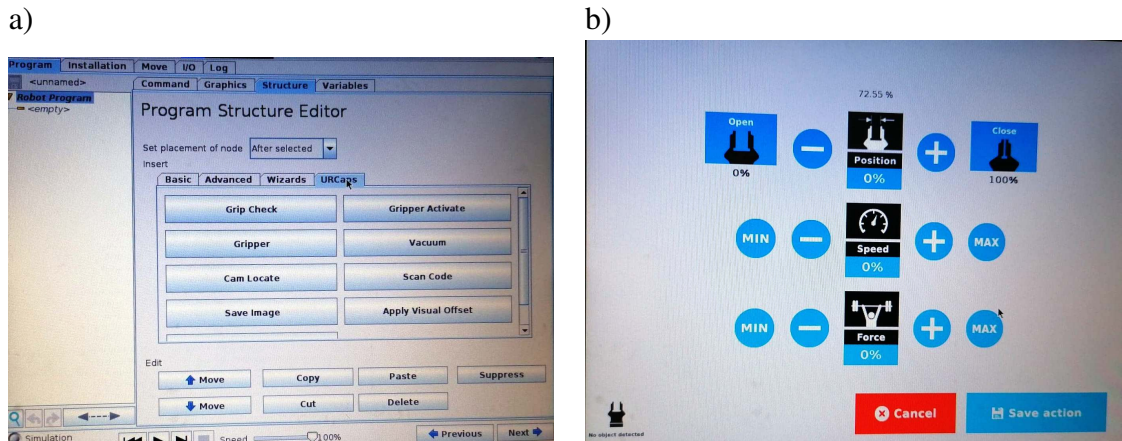 a)
b)
Program Installation Move I/O Log
<unnamed>
Command Graphics Structure Variables
Robot Program
<empty>
Program Structure Editor
Set placement of node After selected
Insert
Basic Advanced Wizards URCaps
Grip Check Gripper Activate
Gripper Vacuum
Cam Locate Scan Code
Save Image Apply Visual Offset
Edit
Move Copy Paste Suppress
Move Cut Delete
Simulation Speed 100% Previous Next
72.55 %
Open Position Close
0% 0% 100%
MIN Speed MAX
0%
MIN Force MAX
0%
No object detected
Cancel Save action